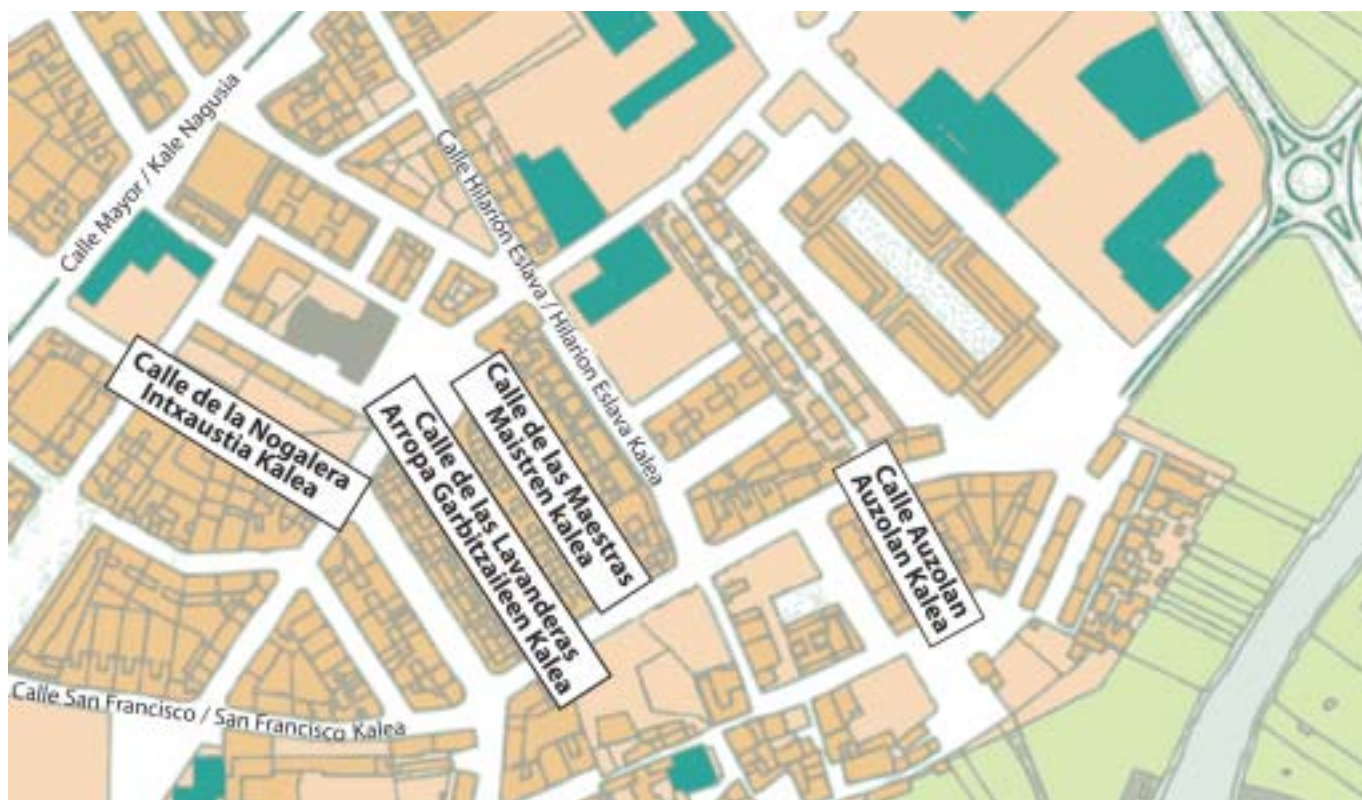 Calle Mayor / Kale Nagusia
Calle Hilarión Eslava / Hilarion Eslava Kalea
Calle de la Nogalera
Intxaustia Kalea
Calle de las Lavanderas
Arropa Garbitzaileen Kalea
Calle de las Maestras
Maistren kalea
Calle Auzolan
Auzolan Kalea
Calle San Francisco / San Francisco Kalea